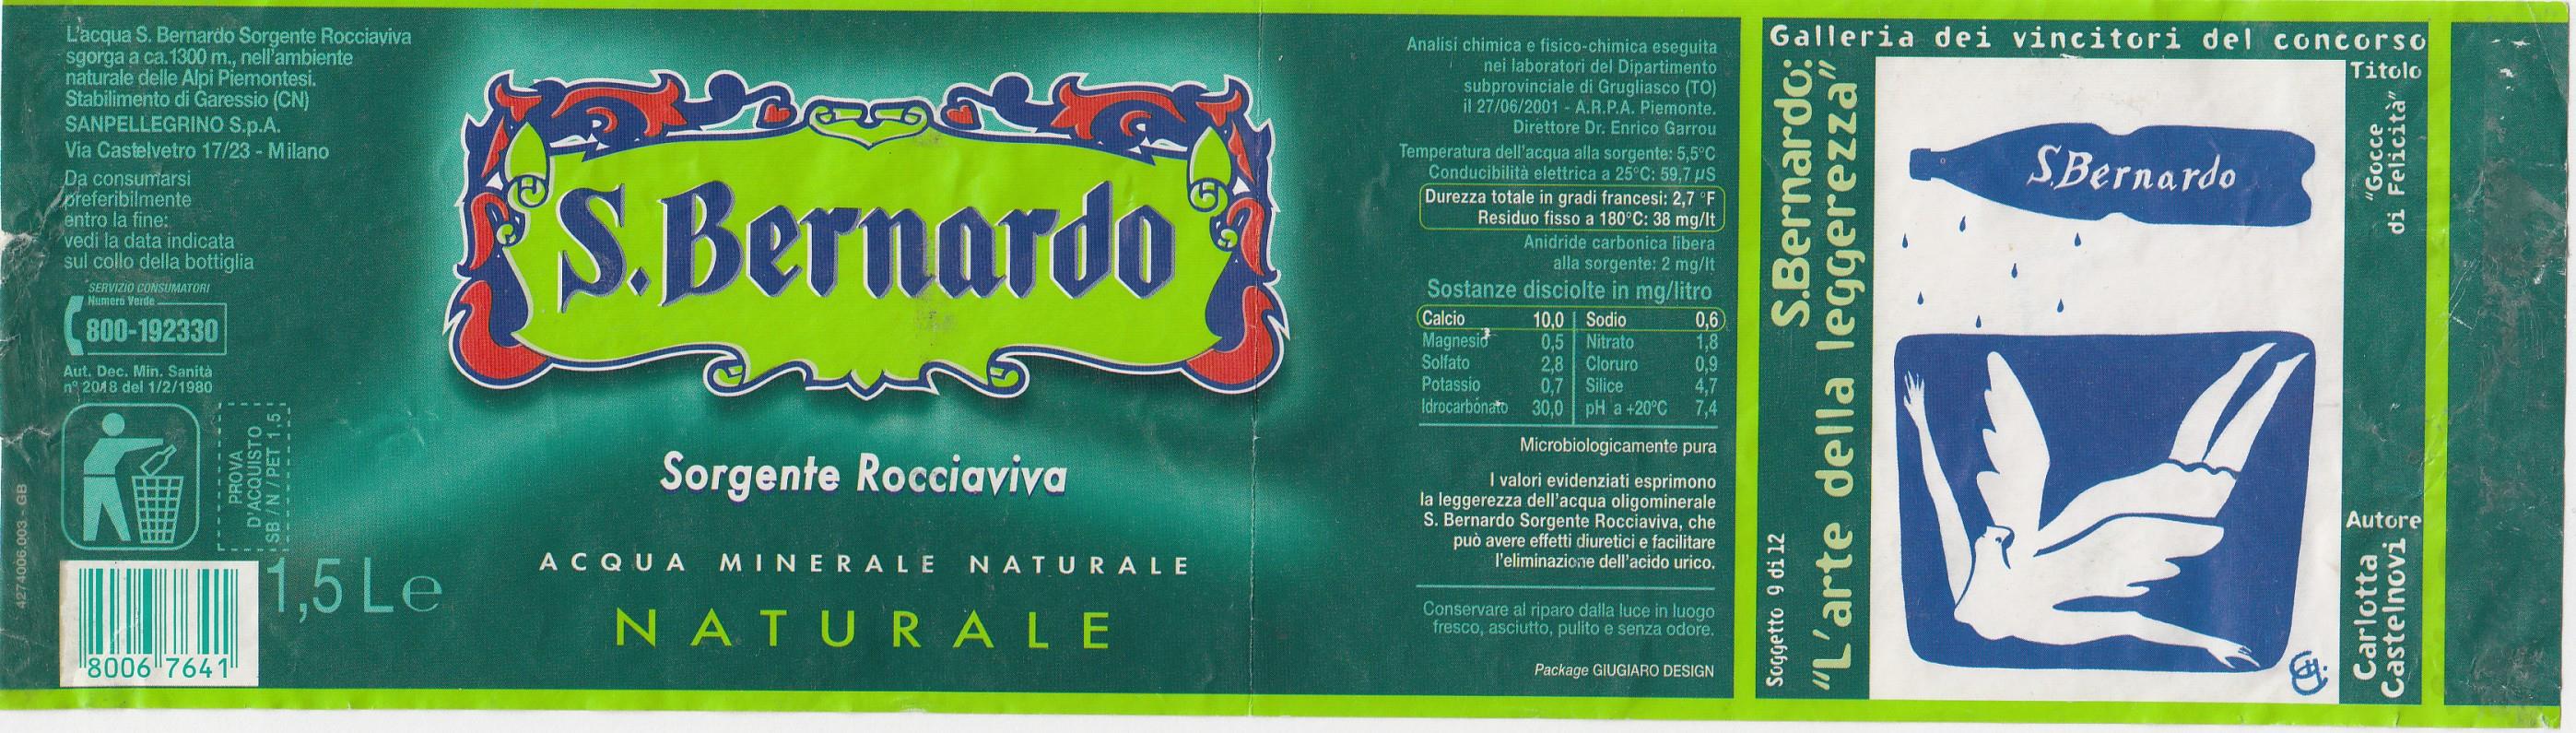 L'acqua S. Bernardo Sorgente Rocciaviva
sgorga a ca.1300 m., nell'ambiente
naturale delle Alpi Piemontesi.
Stabilimento di Garessio (CN)
SANPELLEGRINO S.p.A.
Via Castelvetro 17/23 - Milano
Da consumarsi
preferibilmente
entro la fine:
vedi la data indicata
sul collo della bottiglia
SERVIZIO CONSUMATORI
Numero Verde
800-192330
Aut. Dec. Min. Sanità
n° 2048 del 1/2/1980
PROVA
D'ACQUISTO
SB / N / PET 1,5
4274006.003 - GB
8006 7641
1,5 L e
S.Bernardo
Sorgente Rocciaviva
ACQUA MINERALE NATURALE
NATURALE
Analisi chimica e fisico-chimica eseguita
nei laboratori del Dipartimento
subprovinciale di Grugliasco (TO)
il 27/06/2001 - A.R.P.A. Piemonte.
Direttore Dr. Enrico Garrou
Temperatura dell'acqua alla sorgente: 5,5°C
Conducibilità elettrica a 25°C: 59,7 µS
Durezza totale in gradi francesi: 2,7 °F
Residuo fisso a 180°C: 38 mg/lt
Anidride carbonica libera
alla sorgente: 2 mg/lt
Sostanze disciolte in mg/litro
Calcio 10,0 Sodio 0,6
Magnesio 0,5 Nitrato 1,8
Solfato 2,8 Cloruro 0,9
Potassio 0,7 Silice 4,7
Idrocarbonato 30,0 pH a +20°C 7,4
Microbiologicamente pura
I valori evidenziati esprimono
la leggerezza dell'acqua oligominerale
S. Bernardo Sorgente Rocciaviva, che
può avere effetti diuretici e facilitare
l'eliminazione dell'acido urico.
Conservare al riparo dalla luce in luogo
fresco, asciutto, pulito e senza odore.
Package GIUGIARO DESIGN
Galleria dei vincitori del concorso
S.Bernardo:
"L'arte della leggerezza"
Soggetto 9 di 12
S.Bernardo
Titolo
"Gocce
di Felicità"
Autore
Carlotta
Castelnovi